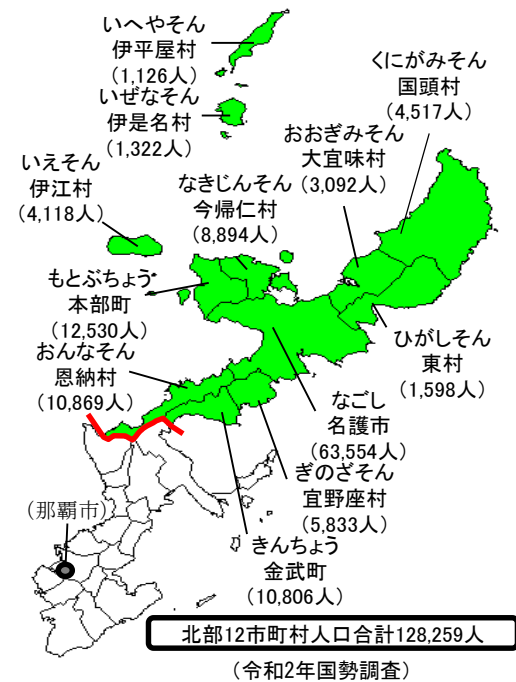 いへやそん
伊平屋村
（1,126人）
いぜなそん
伊是名村
（1,322人）
くにがみそん
国頭村
（4,517人）
おおぎみそん
大宜味村
（3,092人）
いえそん
伊江村
（4,118人）
なきじんそん
今帰仁村
（8,894人）
もとぶちょう
本部町
（12,530人）
おんなそん
恩納村
（10,869人）
ひがしそん
東村
（1,598人）
なごし
名護市
（63,554人）
ぎのざそん
宜野座村
（5,833人）
きんちょう
金武町
（10,806人）
（那覇市）
北部12市町村人口合計128,259人
（令和2年国勢調査）